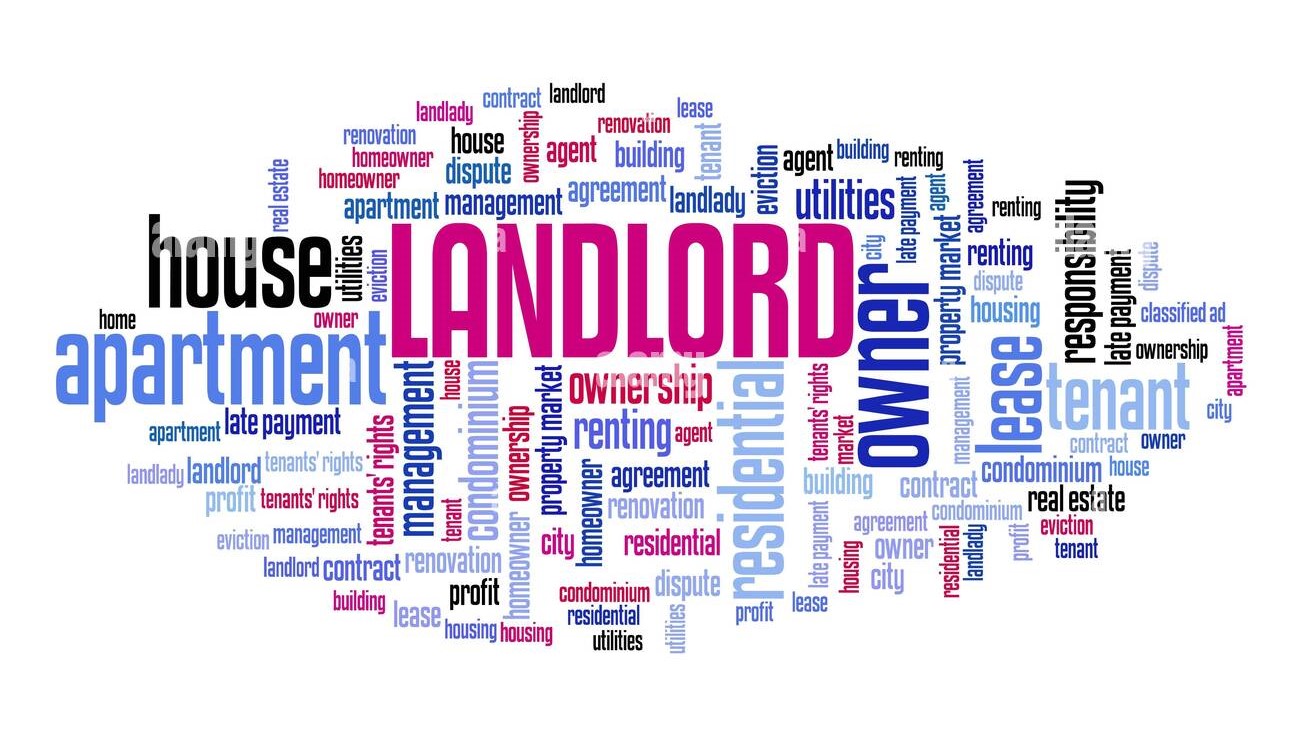 contract
landlord
landlady
lease
renovation
renovation
house
ownership
agent
building
tenant
homeowner
homeowner
dispute
agreement
landlady
real estate
apartment
management
eviction
agent
building
renting
utilities
late payment
agent
agreement
renting
responsibility
house
utilities
eviction
LANDLORD
city
property market
renting
dispute
housing
late payment
dispute
classified ad
ownership
apartment
city
home
owner
apartment
owner
lease
tenant
contract
owner
apartment
late payment
management
house
condominium
ownership
property market
ownership
renting
agent
residential
tenants' rights
market
management
condominium
house
landlady
landlord
tenants' rights
profit
tenants' rights
tenants' rights
tenant
homeowner
agreement
renovation
building
contract
condominium
real estate
eviction
tenant
eviction
management
landlord
contract
renovation
homeowner
city
residential
late payment
housing
agreement
owner
city
residential
landlady
profit
building
lease
profit
housing
housing
condominium
residential
utilities
dispute
utilities
profit
lease